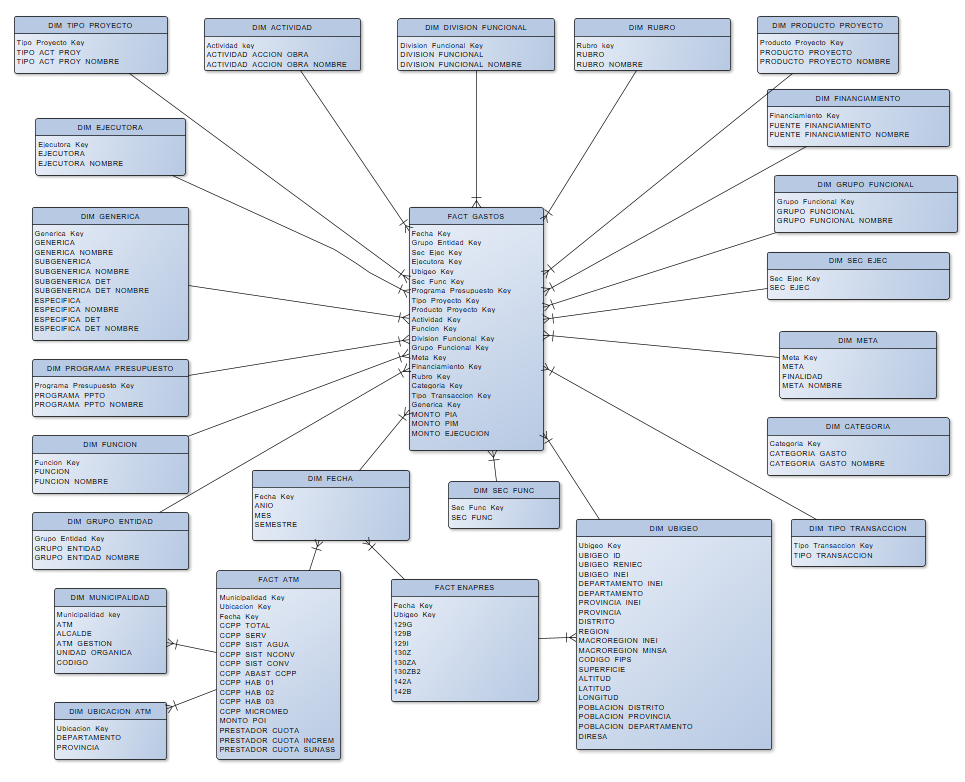 DIM TIPO PROYECTO
Tipo Proyecto Key
TIPO ACT PROY
TIPO ACT PROY NOMBRE
DIM ACTIVIDAD
Actividad key
ACTIVIDAD ACCION OBRA
ACTIVIDAD ACCION OBRA NOMBRE
DIM DIVISION FUNCIONAL
Division Funcional Key
DIVISION FUNCIONAL
DIVISION FUNCIONAL NOMBRE
DIM RUBRO
Rubro key
RUBRO
RUBRO NOMBRE
DIM PRODUCTO PROYECTO
Producto Proyecto Key
PRODUCTO PROYECTO
PRODUCTO PROYECTO NOMBRE
DIM FINANCIAMIENTO
Financiamiento Key
FUENTE FINANCIAMIENTO
FUENTE FINANCIAMIENTO NOMBRE
DIM EJECUTORA
Ejecutora Key
EJECUTORA
EJECUTORA NOMBRE
DIM GRUPO FUNCIONAL
Grupo Funcional Key
GRUPO FUNCIONAL
GRUPO FUNCIONAL NOMBRE
DIM GENERICA
Generica Key
GENERICA
GENERICA NOMBRE
SUBGENERICA
SUBGENERICA NOMBRE
SUBGENERICA DET
SUBGENERICA DET NOMBRE
ESPECIFICA
ESPECIFICA NOMBRE
ESPECIFICA DET
ESPECIFICA DET NOMBRE
FACT GASTOS
Fecha Key
Grupo Entidad Key
Sec Ejec Key
Ejecutora Key
Ubigeo Key
Sec Func Key
Programa Presupuesto Key
Tipo Proyecto Key
Producto Proyecto Key
Actividad Key
Funcion Key
Division Funcional Key
Grupo Funcional Key
Meta Key
Financiamiento Key
Rubro Key
Categoria Key
Tipo Transaccion Key
Generica Key
MONTO PIA
MONTO PIM
MONTO EJECUCION
DIM SEC EJEC
Sec Ejec Key
SEC EJEC
DIM META
Meta Key
META
FINALIDAD
META NOMBRE
DIM PROGRAMA PRESUPUESTO
Programa Presupuesto Key
PROGRAMA PPTO
PROGRAMA PPTO NOMBRE
DIM CATEGORIA
Categoria Key
CATEGORIA GASTO
CATEGORIA GASTO NOMBRE
DIM FUNCION
Funcion Key
FUNCION
FUNCION NOMBRE
DIM FECHA
Fecha Key
ANIO
MES
SEMESTRE
DIM SEC FUNC
Sec Func Key
SEC FUNC
DIM GRUPO ENTIDAD
Grupo Entidad Key
GRUPO ENTIDAD
GRUPO ENTIDAD NOMBRE
DIM UBIGEO
Ubigeo Key
UBIGEO ID
UBIGEO RENIEC
UBIGEO INEI
DEPARTAMENTO INEI
DEPARTAMENTO
PROVINCIA INEI
PROVINCIA
DISTRITO
REGION
MACROREGION INEI
MACROREGION MINSA
CODIGO FIPS
SUPERFICIE
ALTITUD
LATITUD
LONGITUD
POBLACION DISTRITO
POBLACION PROVINCIA
POBLACION DEPARTAMENTO
DIRESA
DIM TIPO TRANSACCION
Tipo Transaccion Key
TIPO TRANSACCION
FACT ATM
Municipalidad Key
Ubicacion Key
Fecha Key
CCPP TOTAL
CCPP SERV
CCPP SIST AGUA
CCPP SIST NCONV
CCPP SIST CONV
CCPP ABAST CCPP
CCPP HAB 01
CCPP HAB 02
CCPP HAB 03
CCPP MICROMED
MONTO POI
PRESTADOR CUOTA
PRESTADOR CUOTA INCREM
PRESTADOR CUOTA SUNASS
FACT ENAPRES
Fecha Key
Ubigeo Key
129G
129B
129I
130Z
130ZA
130ZB2
142A
142B
DIM MUNICIPALIDAD
Municipalidad key
ATM
ALCALDE
ATM GESTION
UNIDAD ORGANICA
CODIGO
DIM UBICACION ATM
Ubicacion Key
DEPARTAMENTO
PROVINCIA